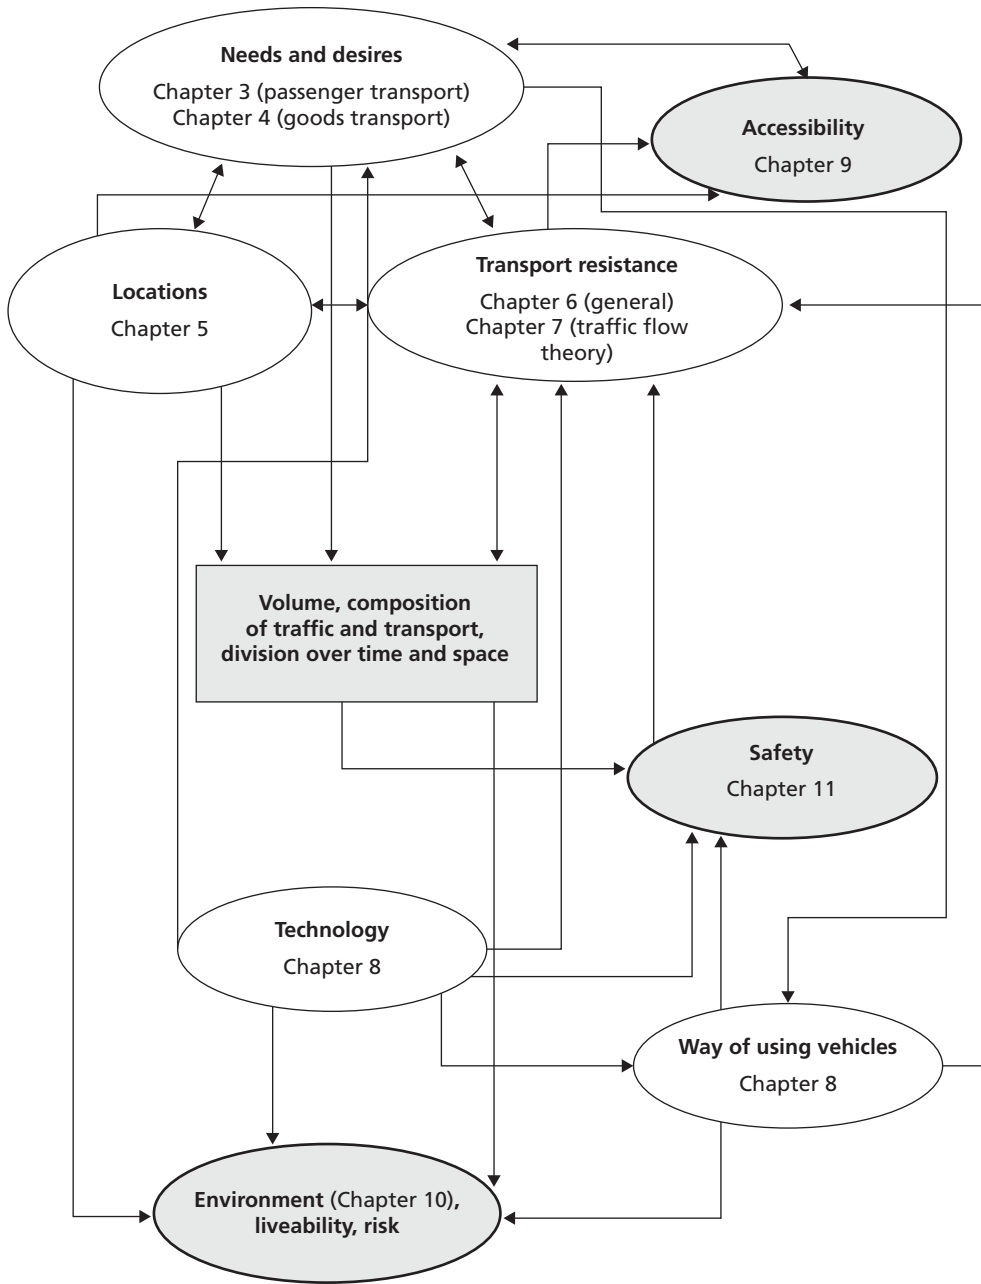 Needs and desires
Chapter 3 (passenger transport)
Chapter 4 (goods transport)
Accessibility
Chapter 9
Locations
Chapter 5
Transport resistance
Chapter 6 (general)
Chapter 7 (traffic flow
theory)
Volume, composition
of traffic and transport,
division over time and space
Safety
Chapter 11
Technology
Chapter 8
Way of using vehicles
Chapter 8
Environment (Chapter 10),
liveability, risk